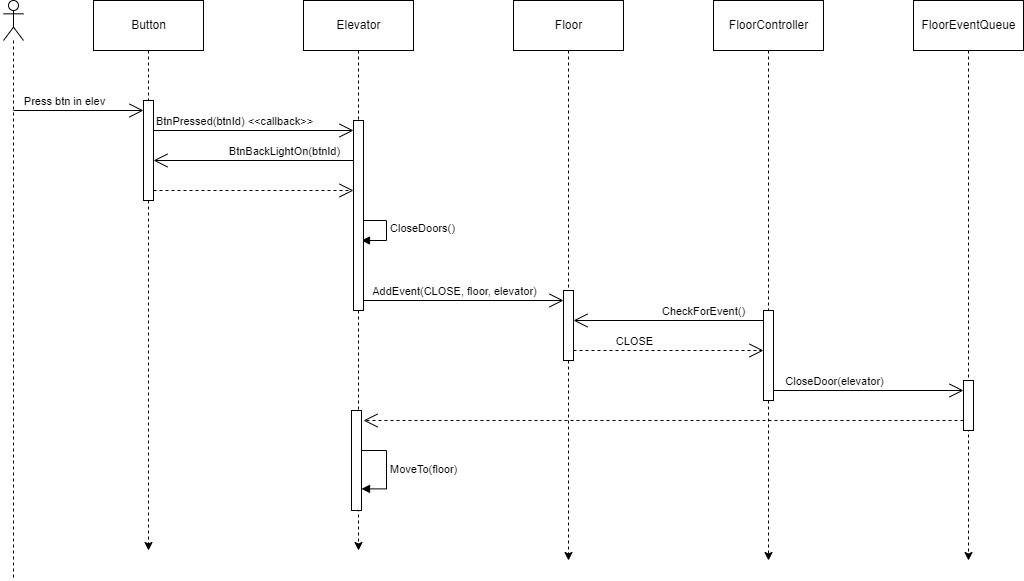 Button
Elevator
Floor
FloorController
FloorEventQueue
Press btn in elev
BtnPressed(btnId) <<callback>>
BtnBackLightOn(btnId)
CloseDoors()
AddEvent(CLOSE, floor, elevator)
CheckForEvent()
CLOSE
CloseDoor(elevator)
MoveTo(floor)